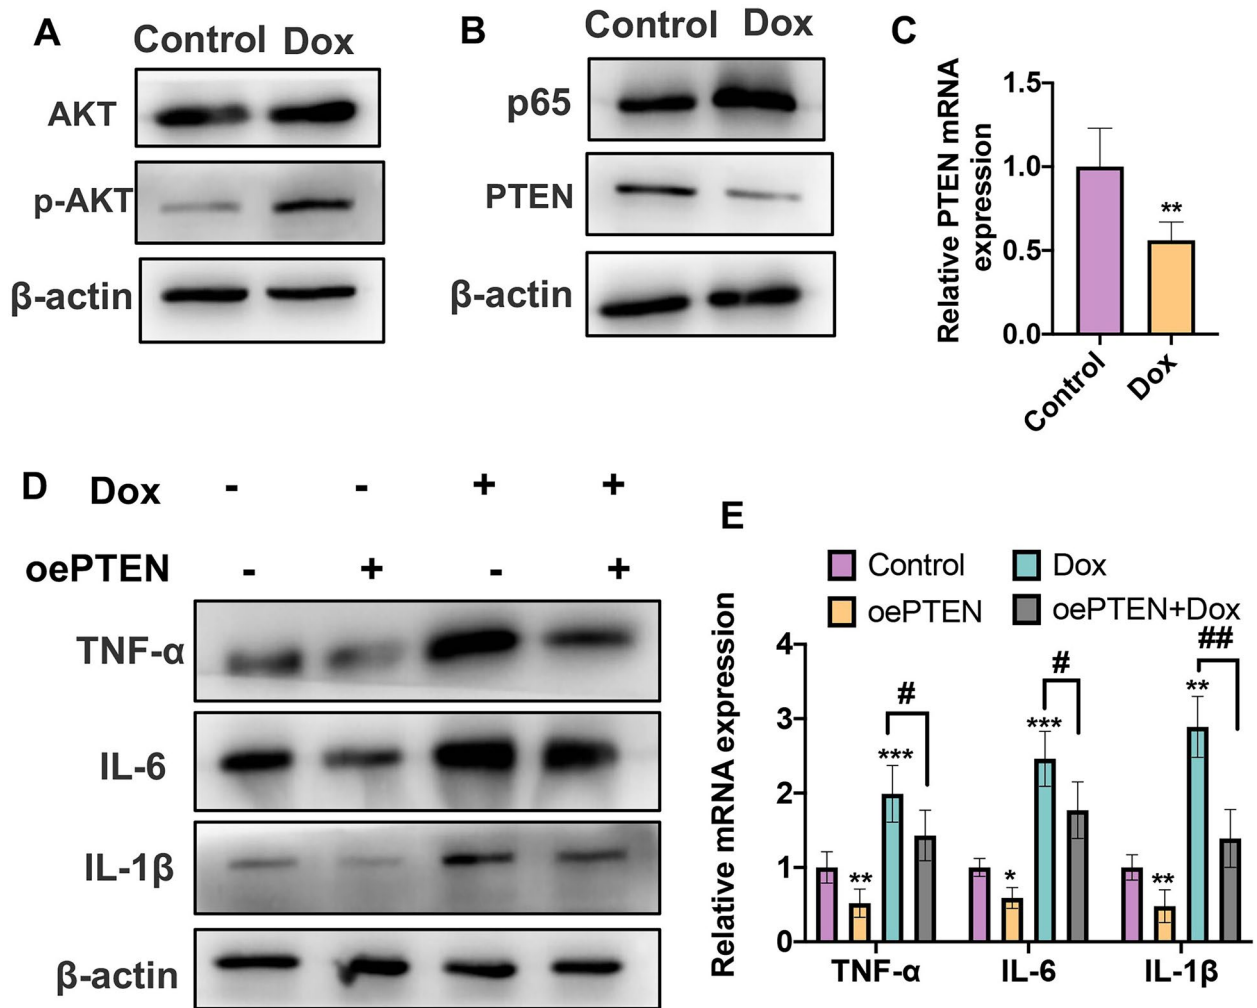 A
Control Dox
AKT
p-AKT
β-actin
B
Control Dox
p65
PTEN
β-actin
C
Relative PTEN mRNA
expression
1.5
1.0
**
0.5
0.0
Control
Dox
D
Dox - - + +
oePTEN - + - +
TNF-α
IL-6
IL-1β
β-actin
E
Control Dox
oePTEN oePTEN+Dox
Relative mRNA expression
4
3
2
1
0
** *** #
* *** #
** ** ##
TNF-α IL-6 IL-1β